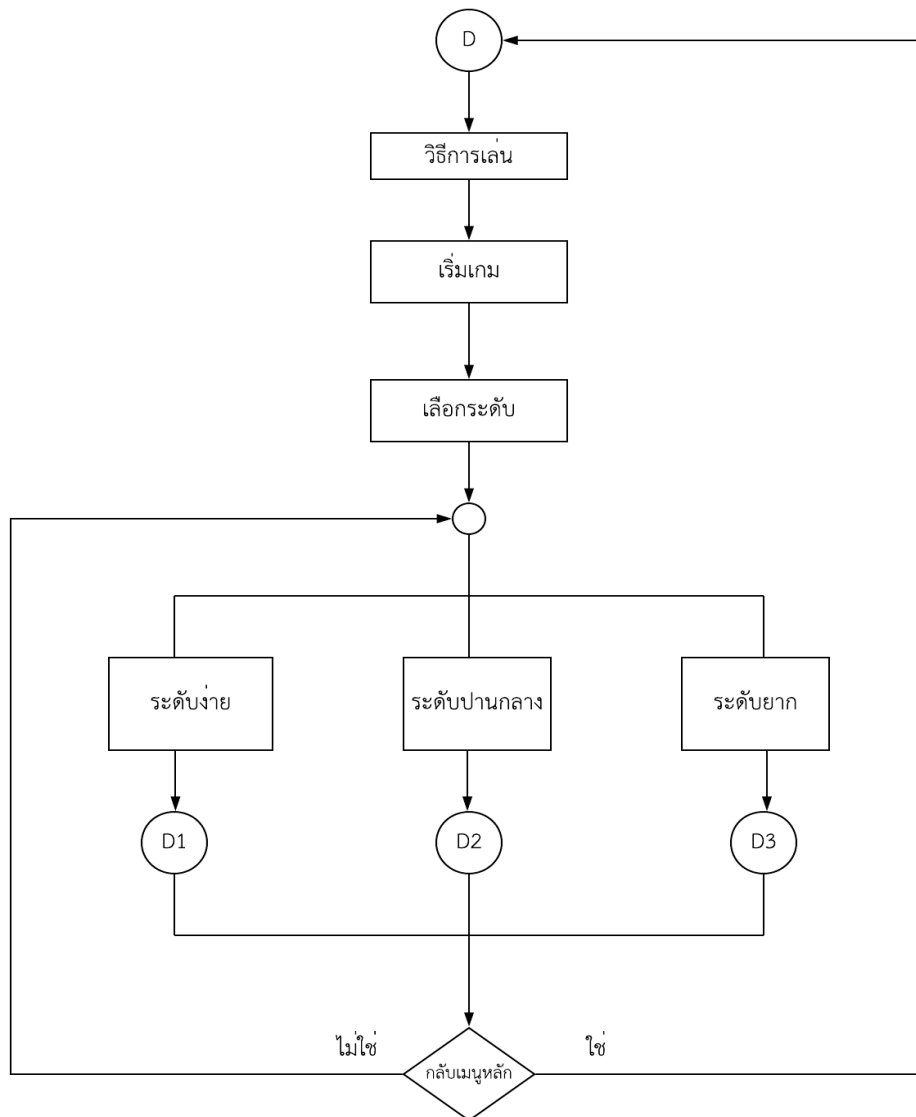 D
วิธีการเล่น
เริ่มเกม
เลือกระดับ
ระดับง่าย
ระดับปานกลาง
ระดับยาก
D1
D2
D3
ไม่ใช่
ใช่
กลับเมนูหลัก